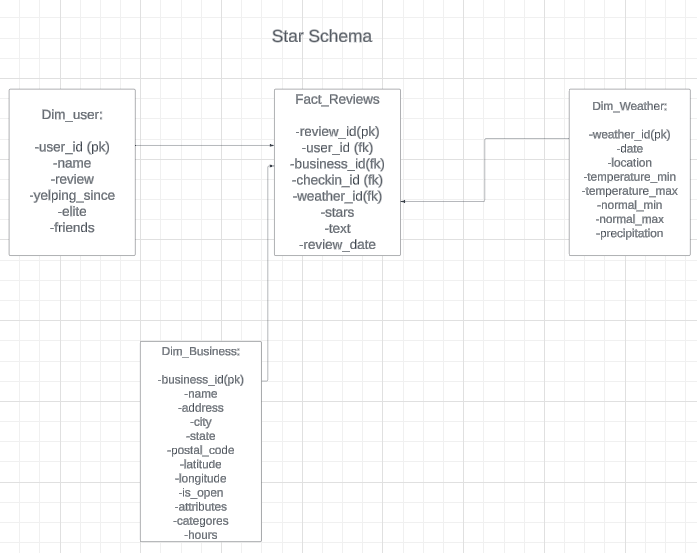 Star Schema
Dim_user:
-user_id (pk)
-name
-review
-yelping_since
-elite
-friends
Fact_Reviews
-review_id(pk)
-user_id (fk)
-business_id(fk)
-checkin_id (fk)
-weather_id(fk)
-stars
-text
-review_date
Dim_Weather:
-weather_id(pk)
-date
-location
-temperature_min
-temperature_max
-normal_min
-normal_max
-precipitation
Dim_Business:
-business_id(pk)
-name
-address
-city
-state
-postal_code
-latitude
-longitude
-is_open
-attributes
-categores
-hours